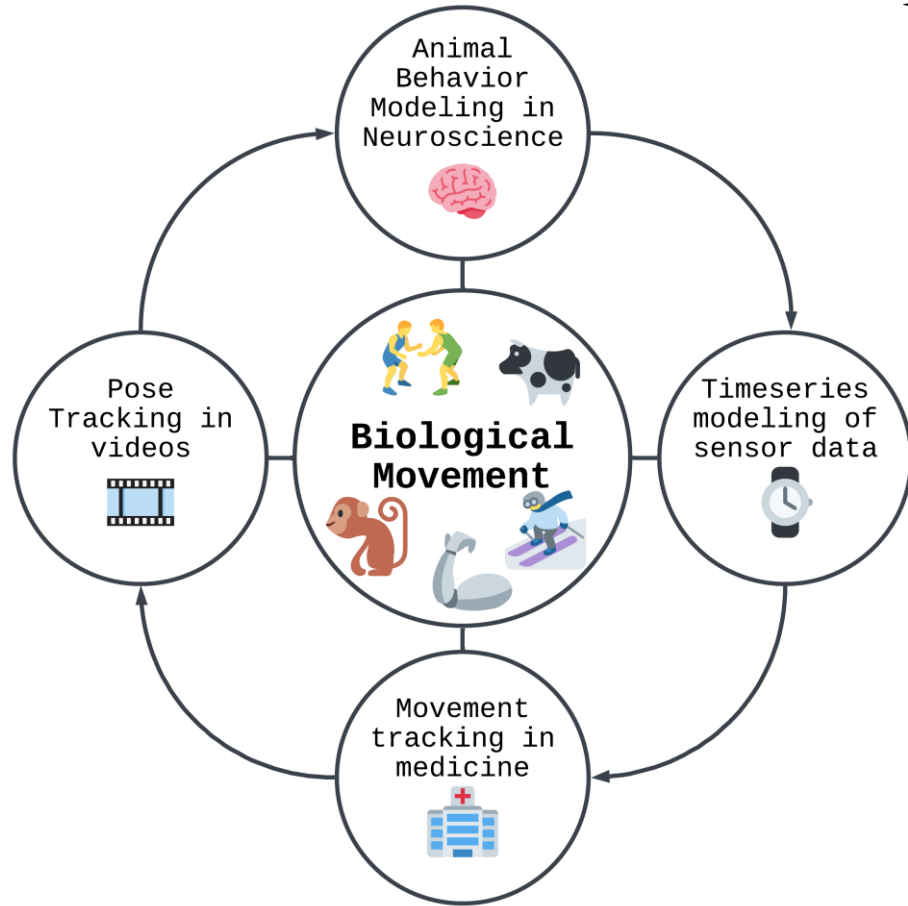 Animal
Behavior
Modeling in
Neuroscience
Pose
Tracking in
videos
Biological
Movement
Timeseries
modeling of
sensor data
Movement
tracking in
medicine